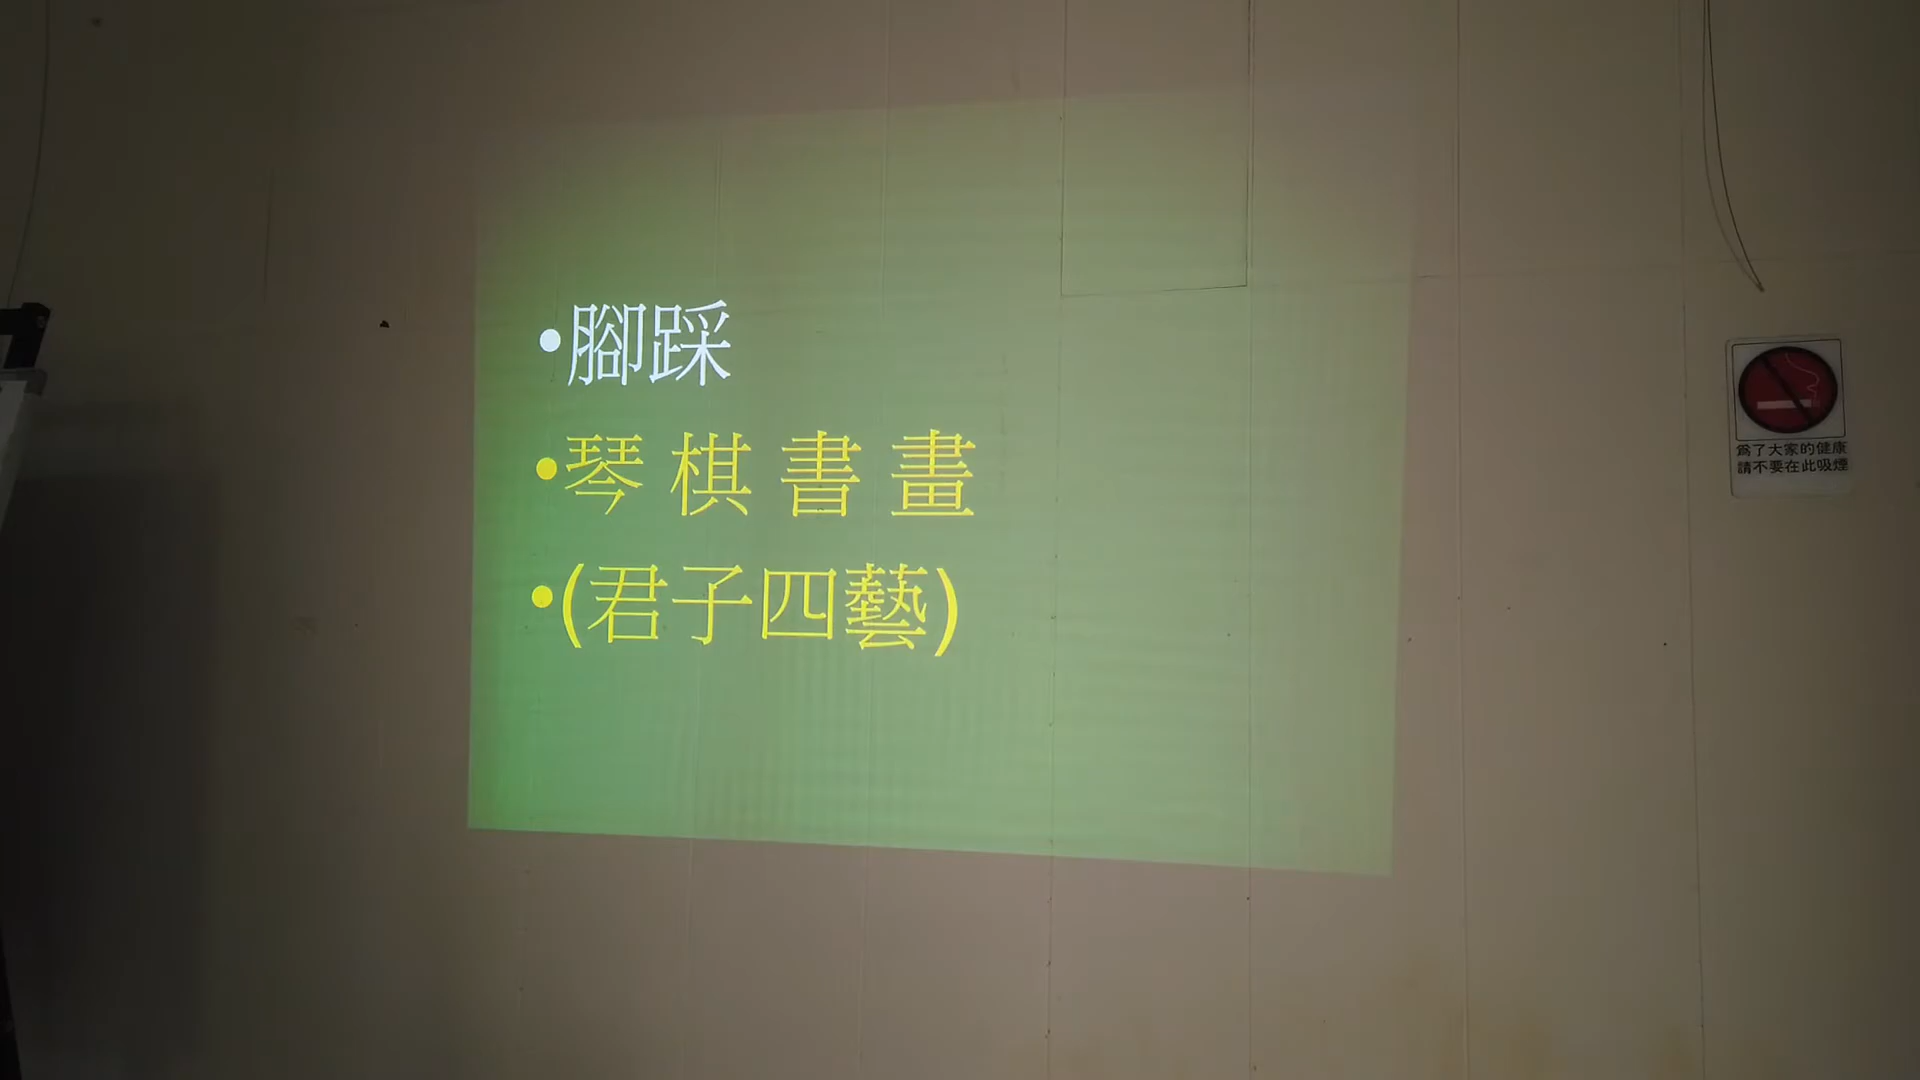 •腳踩
•琴 棋 書 畫
•(君子四藝)
爲了大家的健康
請不要在此吸煙